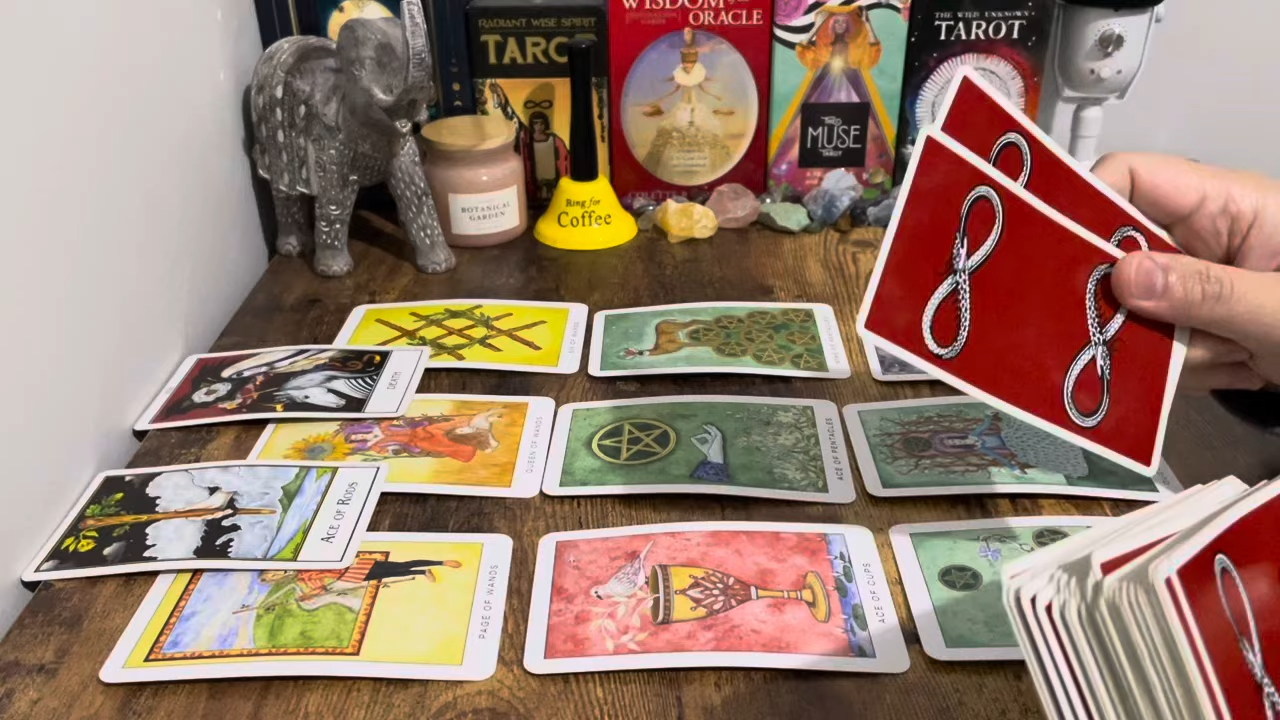 RADIANT WISE SPIRIT
TAROT
WISDOM
ORACLE
THE
MUSE
TAROT
THE WILD UNKNOWN
TAROT
BOTANICAL
GARDEN
Ring for
Coffee
DEATH
QUEEN OF WANDS
ACE OF PENTACLES
ACE OF RODS
PAGE OF WANDS
ACE OF CUPS